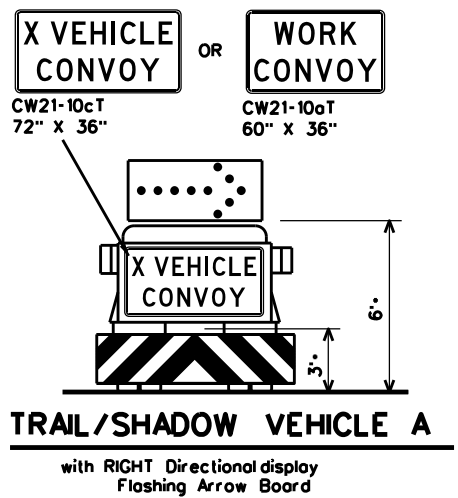 X VEHICLE
CONVOY
OR
WORK
CONVOY
CW21-10cT
72" X 36"
CW21-10aT
60" X 36"
X VEHICLE
CONVOY
6'±
3'±
TRAIL/SHADOW VEHICLE A
with RIGHT Directional display
Flashing Arrow Board